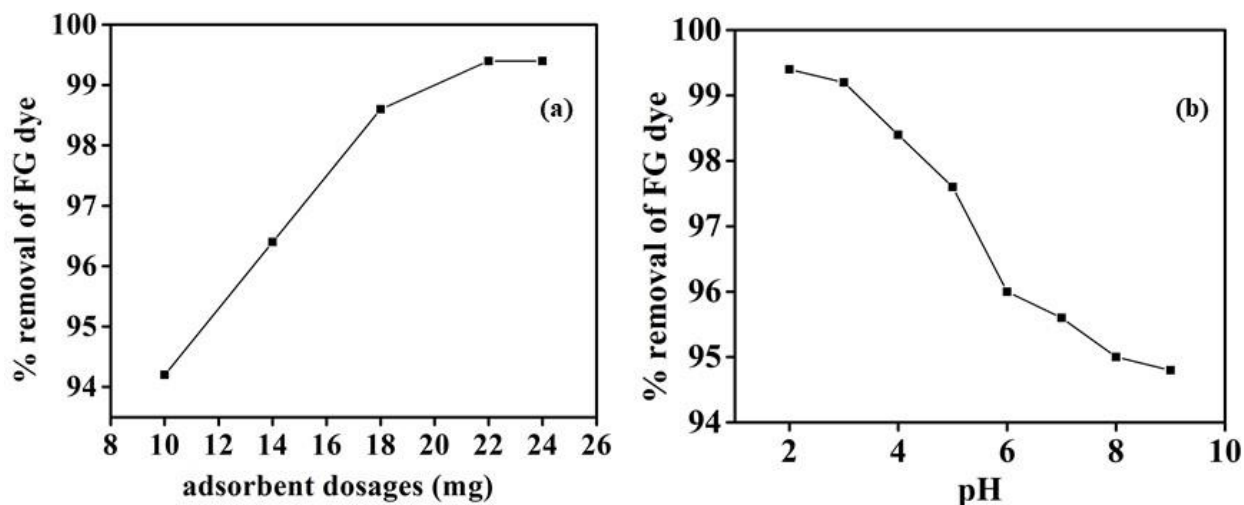 % removal of FG dye
100
99
98
97
96
95
94
(a)
8 10 12 14 16 18 20 22 24 26
adsorbent dosages (mg)
% removal of FG dye
100
99
98
97
96
95
94
(b)
2 4 6 8 10
pH